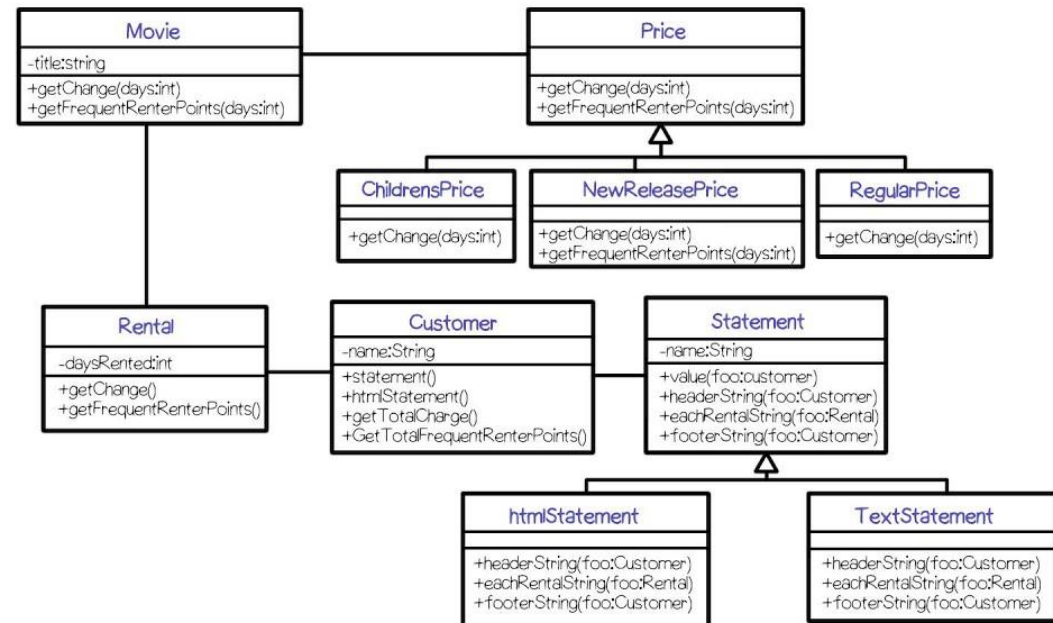 Movie
-title:string
+getChange(days:int)
+getFrequentRenterPoints(days:int)
Price
+getChange(days:int)
+getFrequentRenterPoints(days:int)
ChildrensPrice
+getChange(days:int)
NewReleasePrice
+getChange(days:int)
+getFrequentRenterPoints(days:int)
RegularPrice
+getChange(days:int)
Rental
-daysRented:int
+getChange()
+getFrequentRenterPoints()
Customer
-name:String
+statement()
+htmlStatement()
+getTotalCharge()
+GetTotalFrequentRenterPoints()
Statement
-name:String
+value(foo:customer)
+headerString(foo:Customer)
+eachRentalString(foo:Rental)
+footerString(foo:Customer)
htmlStatement
+headerString(foo:Customer)
+eachRentalString(foo:Rental)
+footerString(foo:Customer)
TextStatement
+headerString(foo:Customer)
+eachRentalString(foo:Rental)
+footerString(foo:Customer)